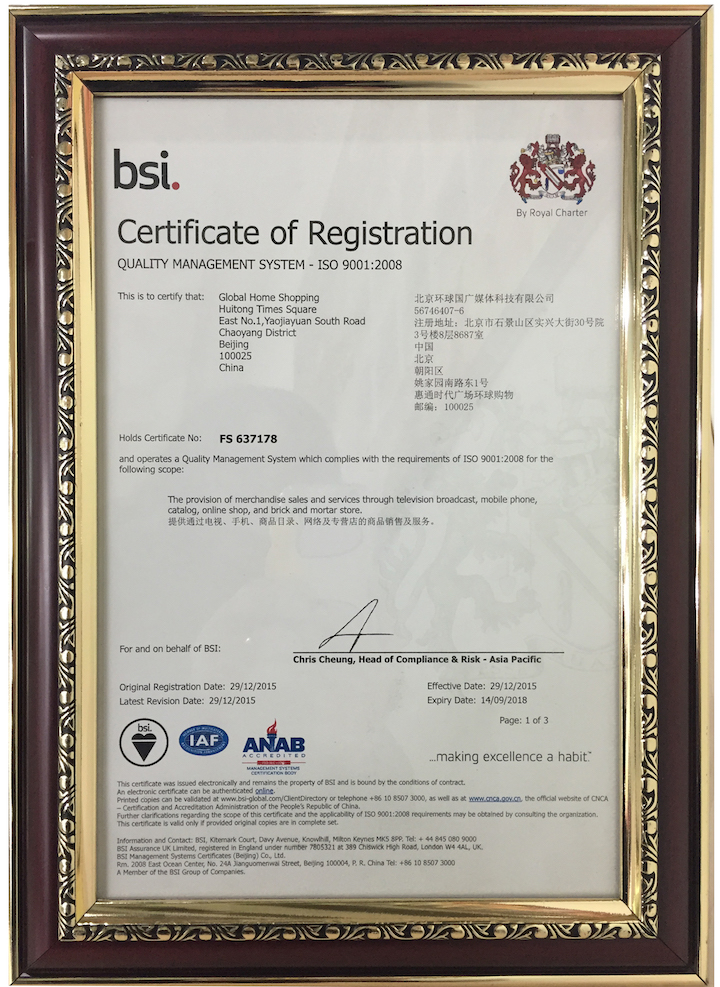 bsi.
By Royal Charter
Certificate of Registration
QUALITY MANAGEMENT SYSTEM - ISO 9001:2008
This is to certify that:
Global Home Shopping
Huitong Times Square
East No.1,Yaojiayuan South Road
Chaoyang District
Beijing
100025
China
北京环球国广媒体科技有限公司
56746407-6
注册地址：北京市石景山区实兴大街30号院
3号楼8层8687室
中国
北京
朝阳区
姚家园南路东1号
惠通时代广场环球购物
邮编：100025
Holds Certificate No: FS 637178
and operates a Quality Management System which complies with the requirements of ISO 9001:2008 for the
following scope:
The provision of merchandise sales and services through television broadcast, mobile phone,
catalog, online shop, and brick and mortar store.
提供通过电视、手机、商品目录、网络及专营店的商品销售及服务。
For and on behalf of BSI:
Chris Cheung, Head of Compliance & Risk - Asia Pacific
Original Registration Date: 29/12/2015
Effective Date: 29/12/2015
Latest Revision Date: 29/12/2015
Expiry Date: 14/09/2018
Page: 1 of 3
bsi.
IAF
ANAB
ACCREDITED
MANAGEMENT SYSTEMS
CERTIFICATION BODY
...making excellence a habit.™
This certificate was issued electronically and remains the property of BSI and is bound by the conditions of contract.
An electronic certificate can be authenticated online.
Printed copies can be validated at www.bsi-global.com/ClientDirectory or telephone +86 10 8507 3000, as well as at www.cnca.gov.cn, the official website of CNCA
– Certification and Accreditation Administration of the People's Republic of China.
Further clarifications regarding the scope of this certificate and the applicability of ISO 9001:2008 requirements may be obtained by consulting the organization.
This certificate is valid only if provided original copies are in complete set.
Information and Contact: BSI, Kitemark Court, Davy Avenue, Knowlhill, Milton Keynes MK5 8PP. Tel: + 44 845 080 9000
BSI Assurance UK Limited, registered in England under number 7805321 at 389 Chiswick High Road, London W4 4AL, UK.
BSI Management Systems Certificates (Beijing) Co., Ltd.
Rm. 2008 East Ocean Center, No. 24A Jianguomenwai Street, Beijing 100004, P. R. China Tel: +86 10 8507 3000
A Member of the BSI Group of Companies.